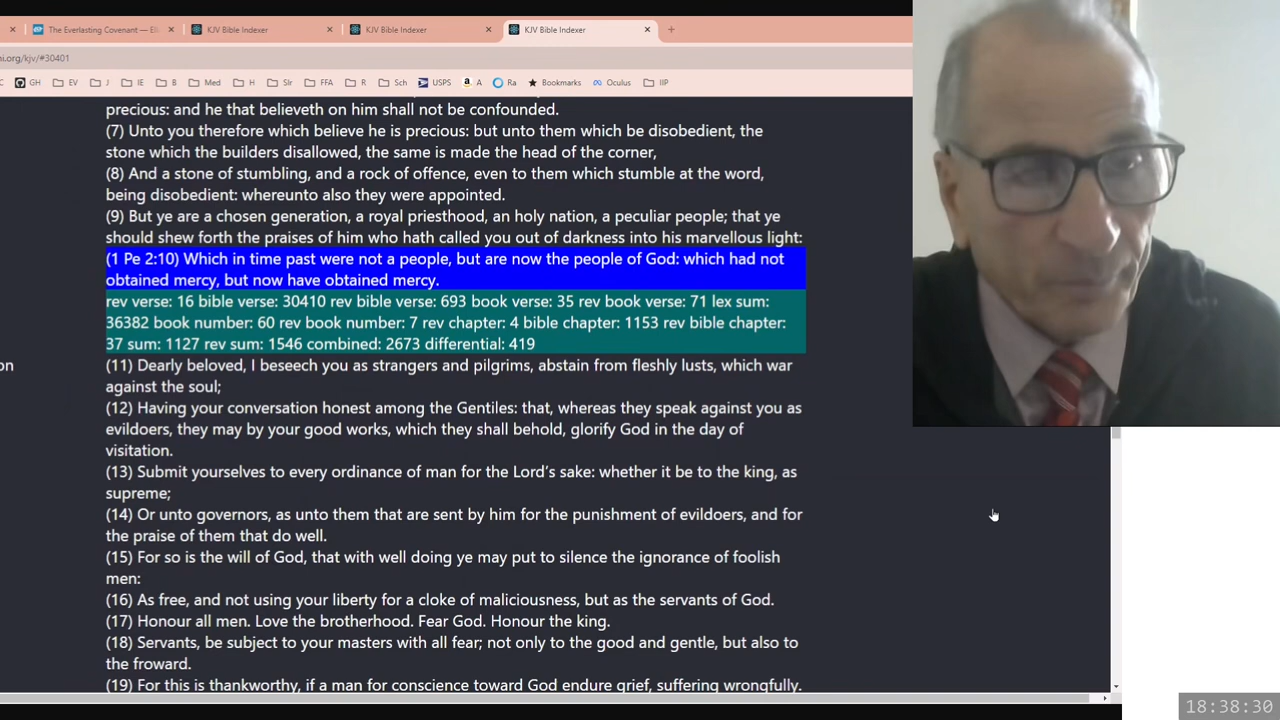 The Everlasting Covenant — Ell
KJV Bible Indexer
KJV Bible Indexer
KJV Bible Indexer
ni.org/kjv/#30401
C GH EV J IE B Med H Slr FFA R Sch USPS A Ra Bookmarks Oculus IIP
precious: and he that believeth on him shall not be confounded.
(7) Unto you therefore which believe he is precious: but unto them which be disobedient, the
stone which the builders disallowed, the same is made the head of the corner,
(8) And a stone of stumbling, and a rock of offence, even to them which stumble at the word,
being disobedient: whereunto also they were appointed.
(9) But ye are a chosen generation, a royal priesthood, an holy nation, a peculiar people; that ye
should shew forth the praises of him who hath called you out of darkness into his marvellous light:
(1 Pe 2:10) Which in time past were not a people, but are now the people of God: which had not
obtained mercy, but now have obtained mercy.
rev verse: 16 bible verse: 30410 rev bible verse: 693 book verse: 35 rev book verse: 71 lex sum:
36382 book number: 60 rev book number: 7 rev chapter: 4 bible chapter: 1153 rev bible chapter:
37 sum: 1127 rev sum: 1546 combined: 2673 differential: 419
on
(11) Dearly beloved, I beseech you as strangers and pilgrims, abstain from fleshly lusts, which war
against the soul;
(12) Having your conversation honest among the Gentiles: that, whereas they speak against you as
evildoers, they may by your good works, which they shall behold, glorify God in the day of
visitation.
(13) Submit yourselves to every ordinance of man for the Lord’s sake: whether it be to the king, as
supreme;
(14) Or unto governors, as unto them that are sent by him for the punishment of evildoers, and for
the praise of them that do well.
(15) For so is the will of God, that with well doing ye may put to silence the ignorance of foolish
men:
(16) As free, and not using your liberty for a cloke of maliciousness, but as the servants of God.
(17) Honour all men. Love the brotherhood. Fear God. Honour the king.
(18) Servants, be subject to your masters with all fear; not only to the good and gentle, but also to
the froward.
(19) For this is thankworthy, if a man for conscience toward God endure grief, suffering wrongfully.
18:38:30